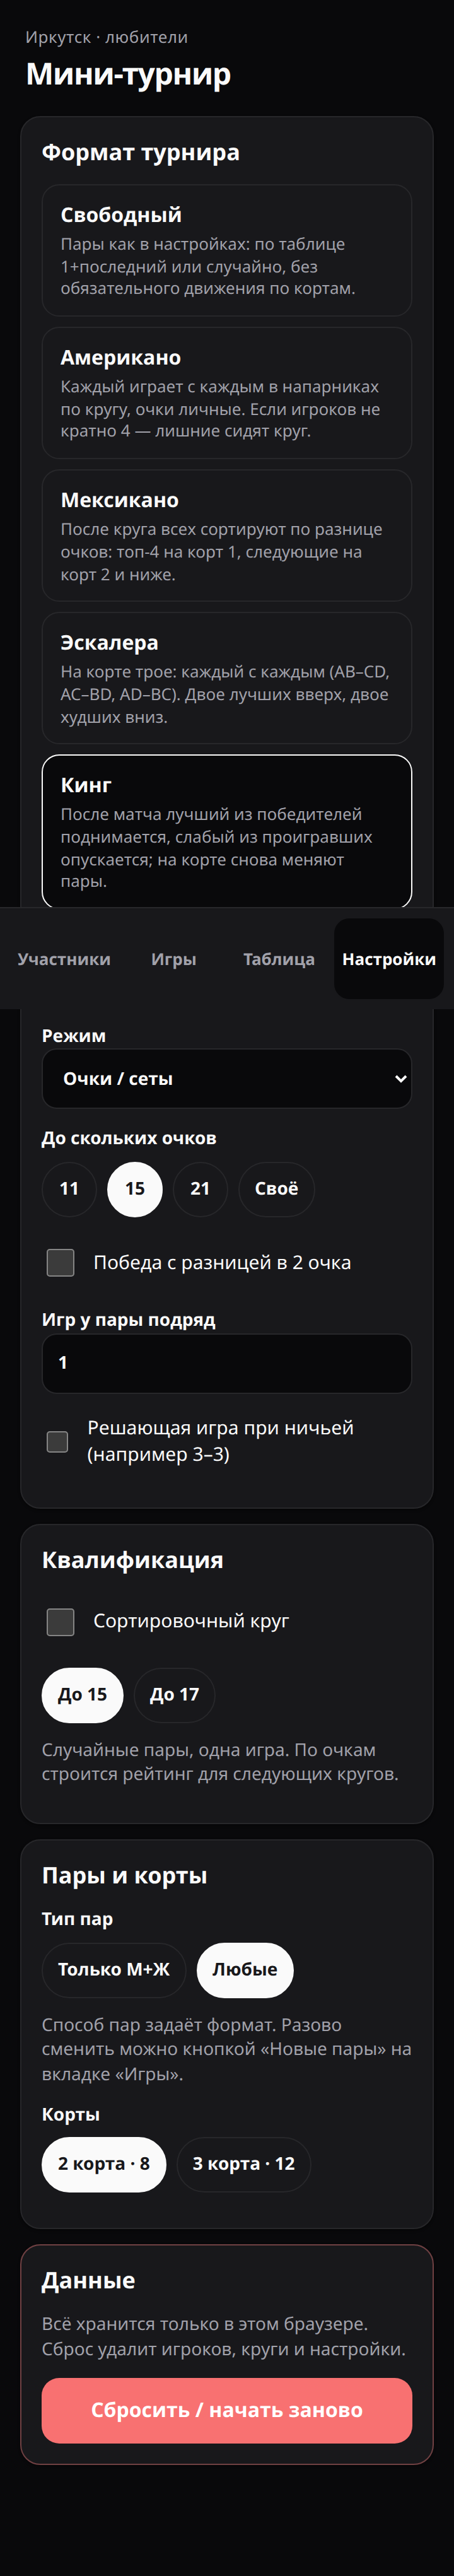 Иркутск · любители
Мини-турнир
Формат турнира
Свободный
Пары как в настройках: по таблице
1+последний или случайно, без
обязательного движения по кортам.
Американо
Каждый играет с каждым в напарниках
по кругу, очки личные. Если игроков не
кратно 4 — лишние сидят круг.
Мексикано
После круга всех сортируют по разнице
очков: топ-4 на корт 1, следующие на
корт 2 и ниже.
Эскалера
На корте трое: каждый с каждым (AB–CD,
AC–BD, AD–BC). Двое лучших вверх, двое
худших вниз.
Кинг
После матча лучший из победителей
поднимается, слабый из проигравших
опускается; на корте снова меняют
пары.
Участники
Игры
Таблица
Настройки
Режим
Очки / сеты
До скольких очков
11
15
21
Своё
Победа с разницей в 2 очка
Игр у пары подряд
1
Решающая игра при ничьей
(например 3–3)
Квалификация
Сортировочный круг
До 15
До 17
Случайные пары, одна игра. По очкам
строится рейтинг для следующих кругов.
Пары и корты
Тип пар
Только М+Ж
Любые
Способ пар задаёт формат. Разово
сменить можно кнопкой «Новые пары» на
вкладке «Игры».
Корты
2 корта · 8
3 корта · 12
Данные
Всё хранится только в этом браузере.
Сброс удалит игроков, круги и настройки.
Сбросить / начать заново